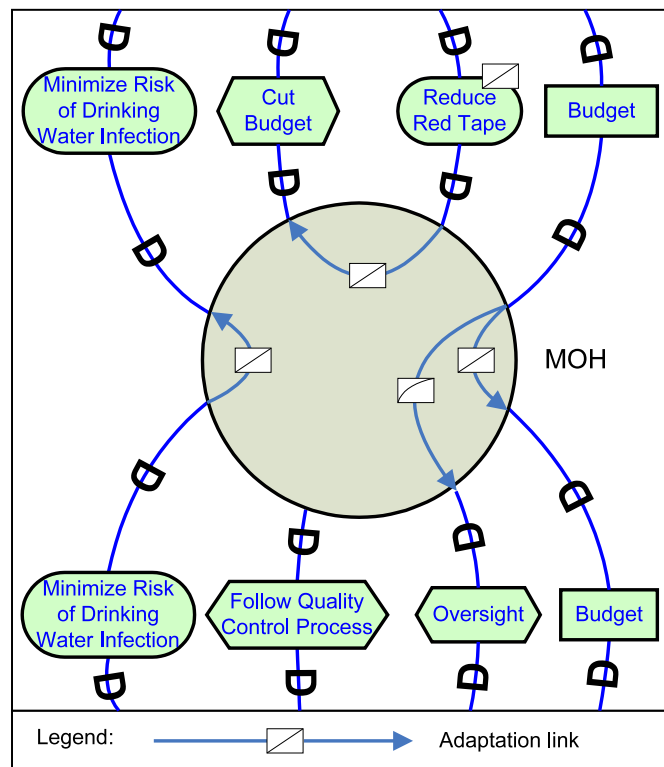 D D D D
Minimize Risk
of Drinking
Water Infection
Cut
Budget
Reduce
Red Tape
Budget
D D D D
MOH
D D D D
Minimize Risk
of Drinking
Water Infection
Follow Quality
Control Process
Oversight
Budget
D D D D
Legend:
Adaptation link